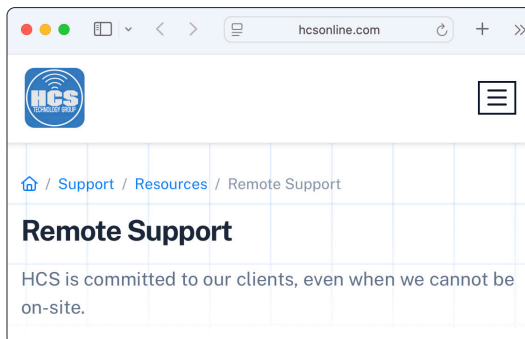 hcsonline.com
HCS
TECHNOLOGY GROUP
/ Support / Resources / Remote Support
Remote Support
HCS is committed to our clients, even when we cannot be
on-site.